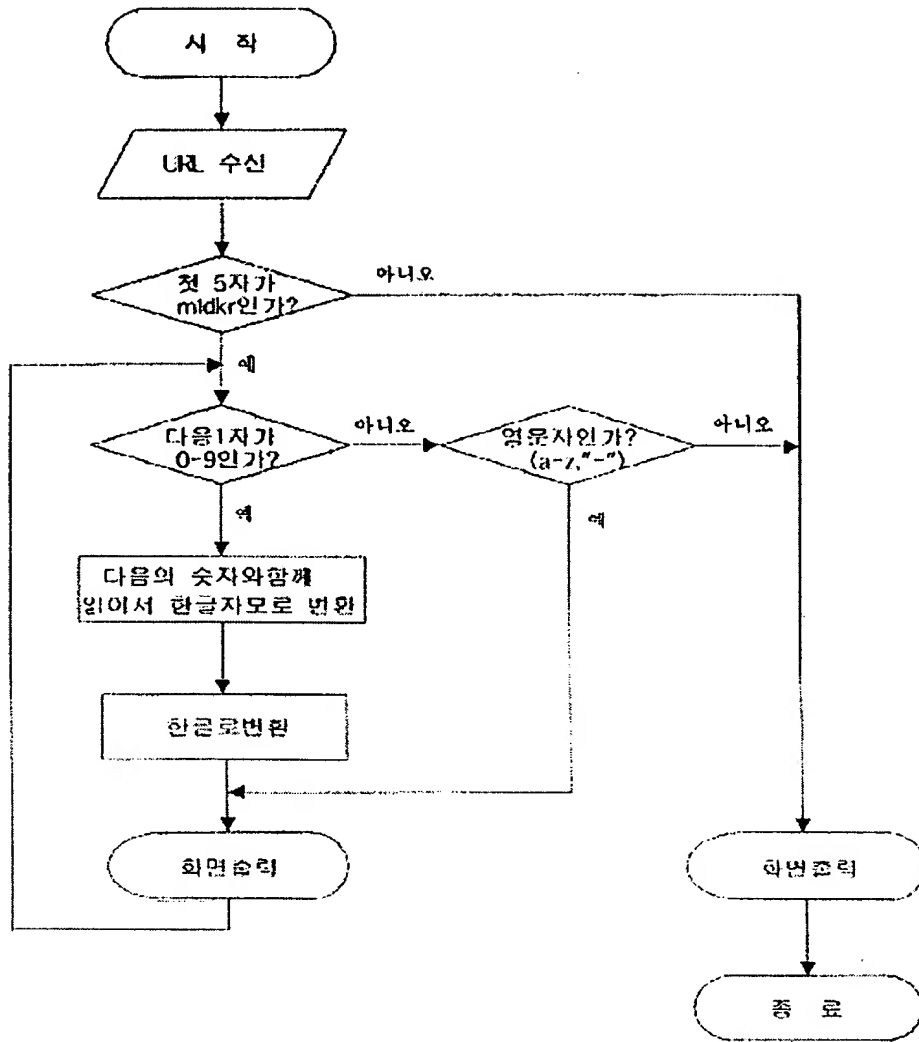 시 작
URL 수신
첫 5자가
mldkr인가?
아니오
예
다음1자가
0-9인가?
아니오
영문자인가?
(a-z,"-")
아니오
예
예
다음의 숫자와함께
읽어서 한글자모로 변환
한글로변환
화면출력
화면출력
종 료